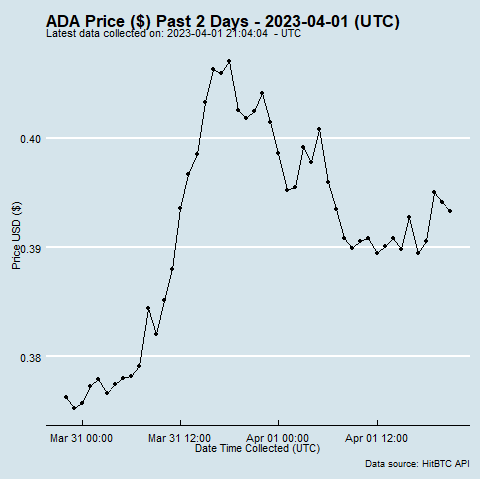 ADA Price ($) Past 2 Days - 2023-04-01 (UTC)
Latest data collected on: 2023-04-01 21:04:04 - UTC
Price USD ($)
0.40
0.39
0.38
Mar 31 00:00
Mar 31 12:00
Apr 01 00:00
Apr 01 12:00
Date Time Collected (UTC)
Data source: HitBTC API